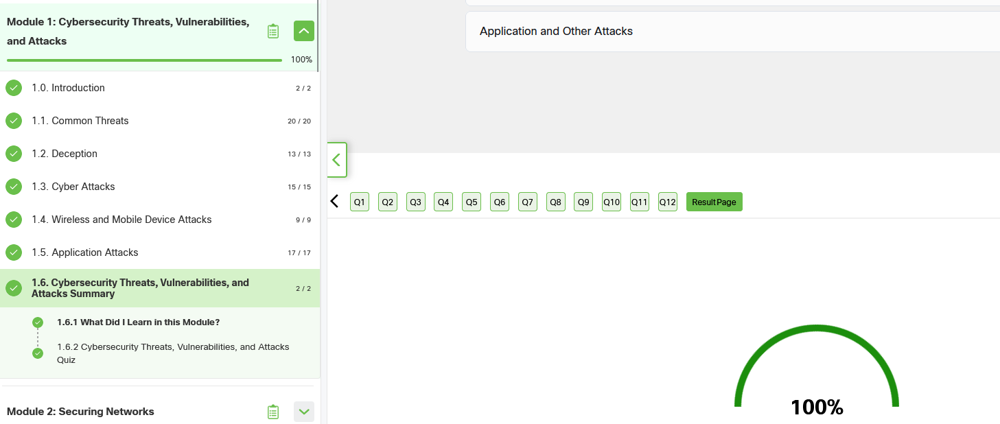 Module 1: Cybersecurity Threats, Vulnerabilities,
and Attacks
100%
1.0. Introduction
2 / 2
1.1. Common Threats
20 / 20
1.2. Deception
13 / 13
1.3. Cyber Attacks
15 / 15
1.4. Wireless and Mobile Device Attacks
9 / 9
1.5. Application Attacks
17 / 17
1.6. Cybersecurity Threats, Vulnerabilities, and
Attacks Summary
2 / 2
1.6.1 What Did I Learn in this Module?
1.6.2 Cybersecurity Threats, Vulnerabilities, and Attacks
Quiz
Module 2: Securing Networks
Application and Other Attacks
Q1 Q2 Q3 Q4 Q5 Q6 Q7 Q8 Q9 Q10 Q11 Q12 Result Page
100%